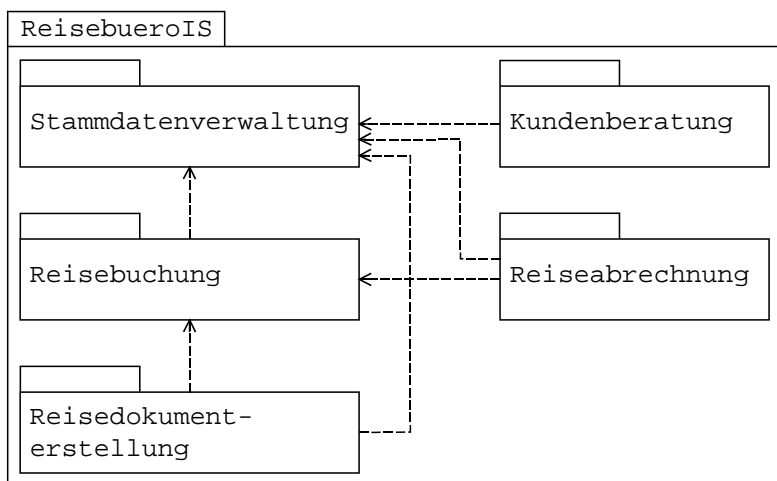 ReisebueroIS
Stammdatenverwaltung
Kundenberatung
Reisebuchung
Reiseabrechnung
Reisedokument-
erstellung